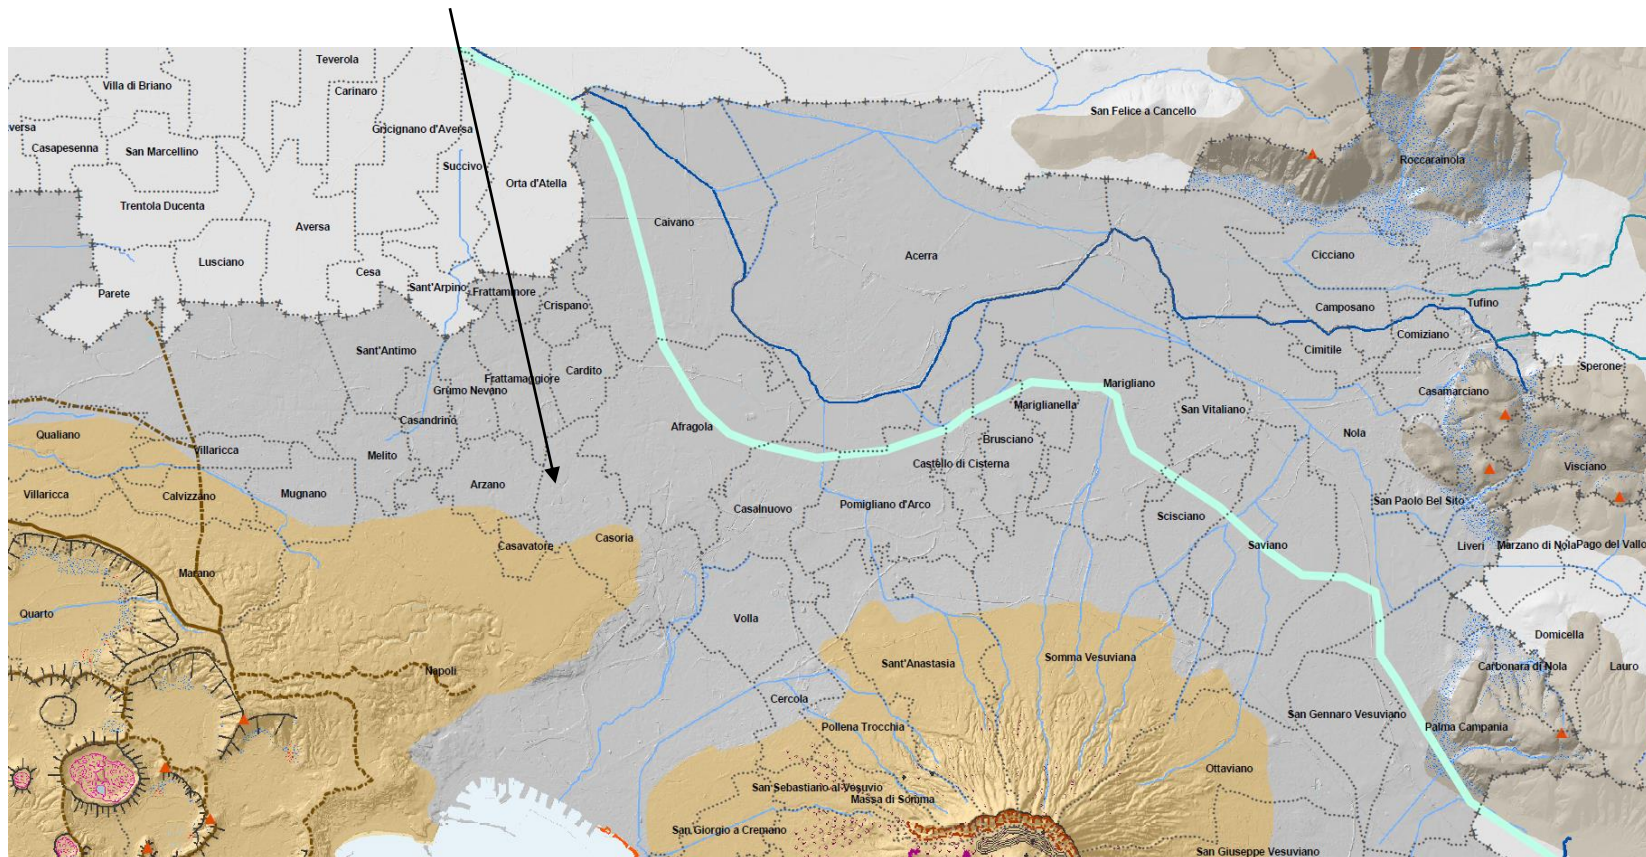 Teverola
Villa di Briano
Carinaro
San Felice a Cancello
versa
Gricignano d'Aversa
Casapesenna
San Marcellino
Succivo
Roccarainola
Orta d'Atella
Trentola Ducenta
Caivano
Aversa
Acerra
Cicciano
Lusciano
Cesa
Sant'Arpino
Parete
Frattaminore
Crispano
Camposano
Tufino
Comiziano
Sant'Antimo
Cimitile
Cardito
Sperone
Frattamaggiore
Marigliano
Grumo Nevano
Casamarciano
Mariglianella
San Vitaliano
Casandrino
Afragola
Nola
Qualiano
Brusciano
Villaricca
Melito
Castello di Cisterna
Visciano
Arzano
Villaricca
Calvizzano
Mugnano
San Paolo Bel Sito
Casalnuovo
Pomigliano d'Arco
Scisciano
Casoria
Casavatore
Saviano
Liveri
Marzano di Nola
Pago del Vallo
Marano
Quarto
Volla
Domicella
Sant'Anastasia
Somma Vesuviana
Carbonara di Nola
Lauro
Napoli
Cercola
San Gennaro Vesuviano
Pollena Trocchia
Palma Campania
Ottaviano
San Sebastiano al Vesuvio
Massa di Somma
San Giorgio a Cremano
San Giuseppe Vesuviano